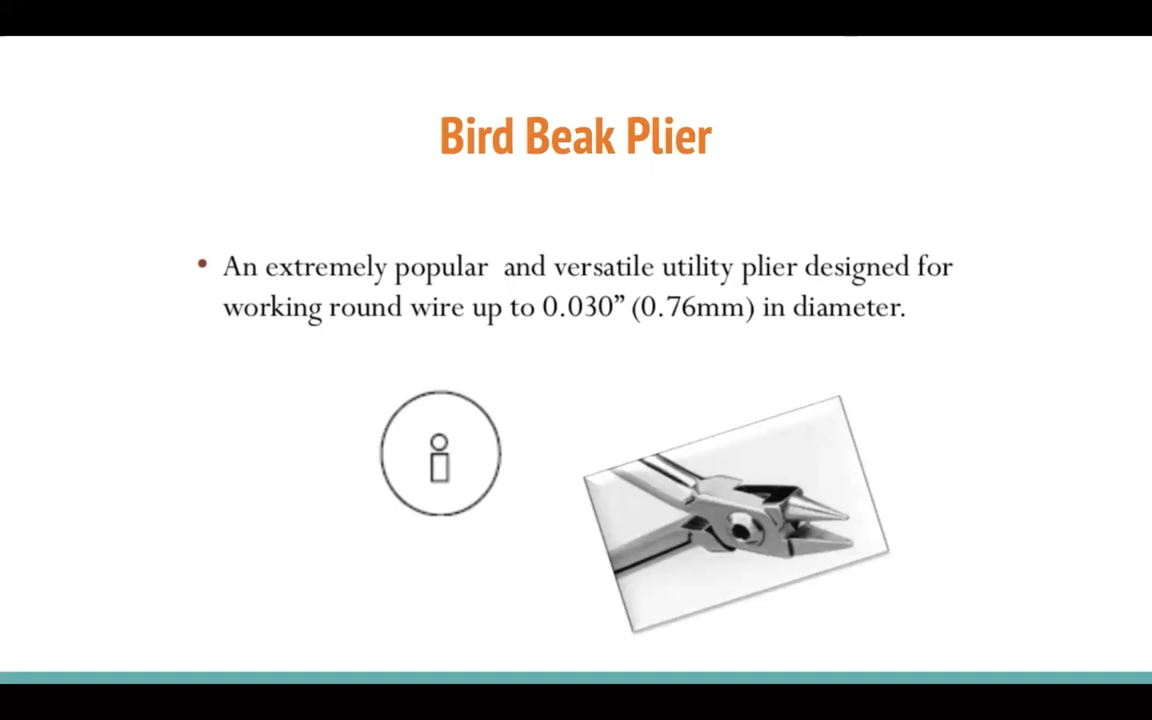 Bird Beak Plier
• An extremely popular  and versatile utility plier designed for
working round wire up to 0.030” (0.76mm) in diameter.